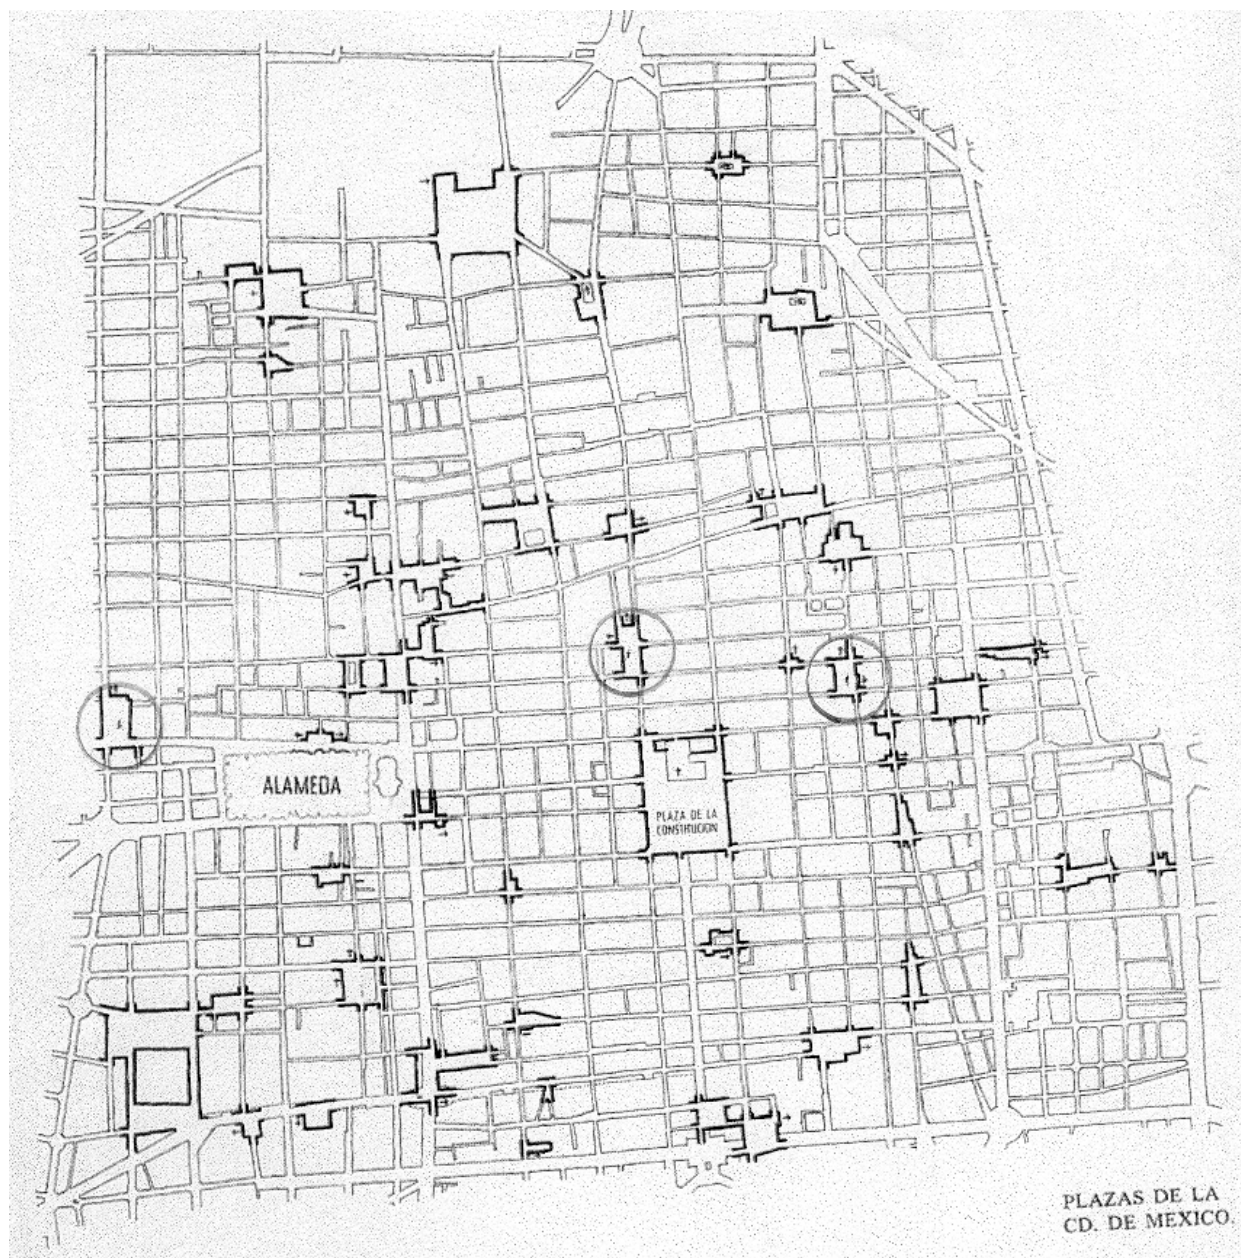 ALAMEDA
PLAZA DE LA
CONSTITUCION
PLAZAS DE LA
CD. DE MEXICO.